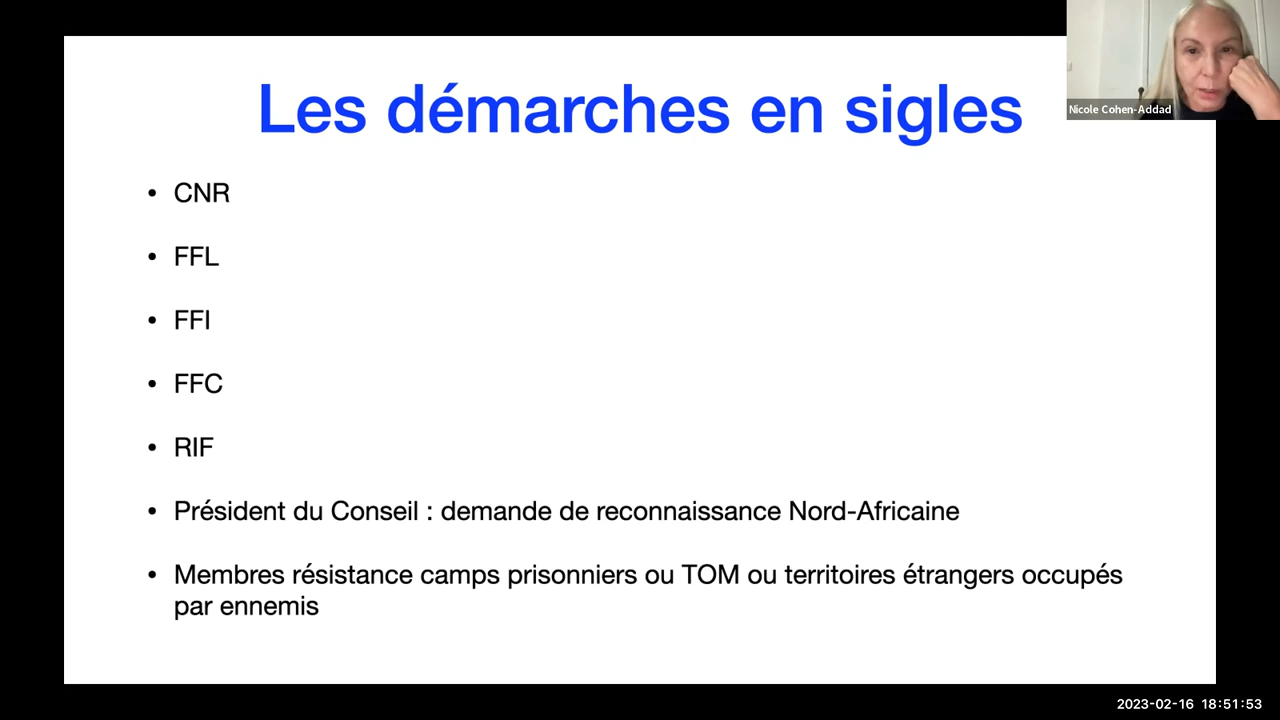 Les démarches en sigles
Nicole Cohen-Addad
• CNR
• FFL
• FFI
• FFC
• RIF
• Président du Conseil : demande de reconnaissance Nord-Africaine
• Membres résistance camps prisonniers ou TOM ou territoires étrangers occupés
par ennemis
2023-02-16 18:51:53